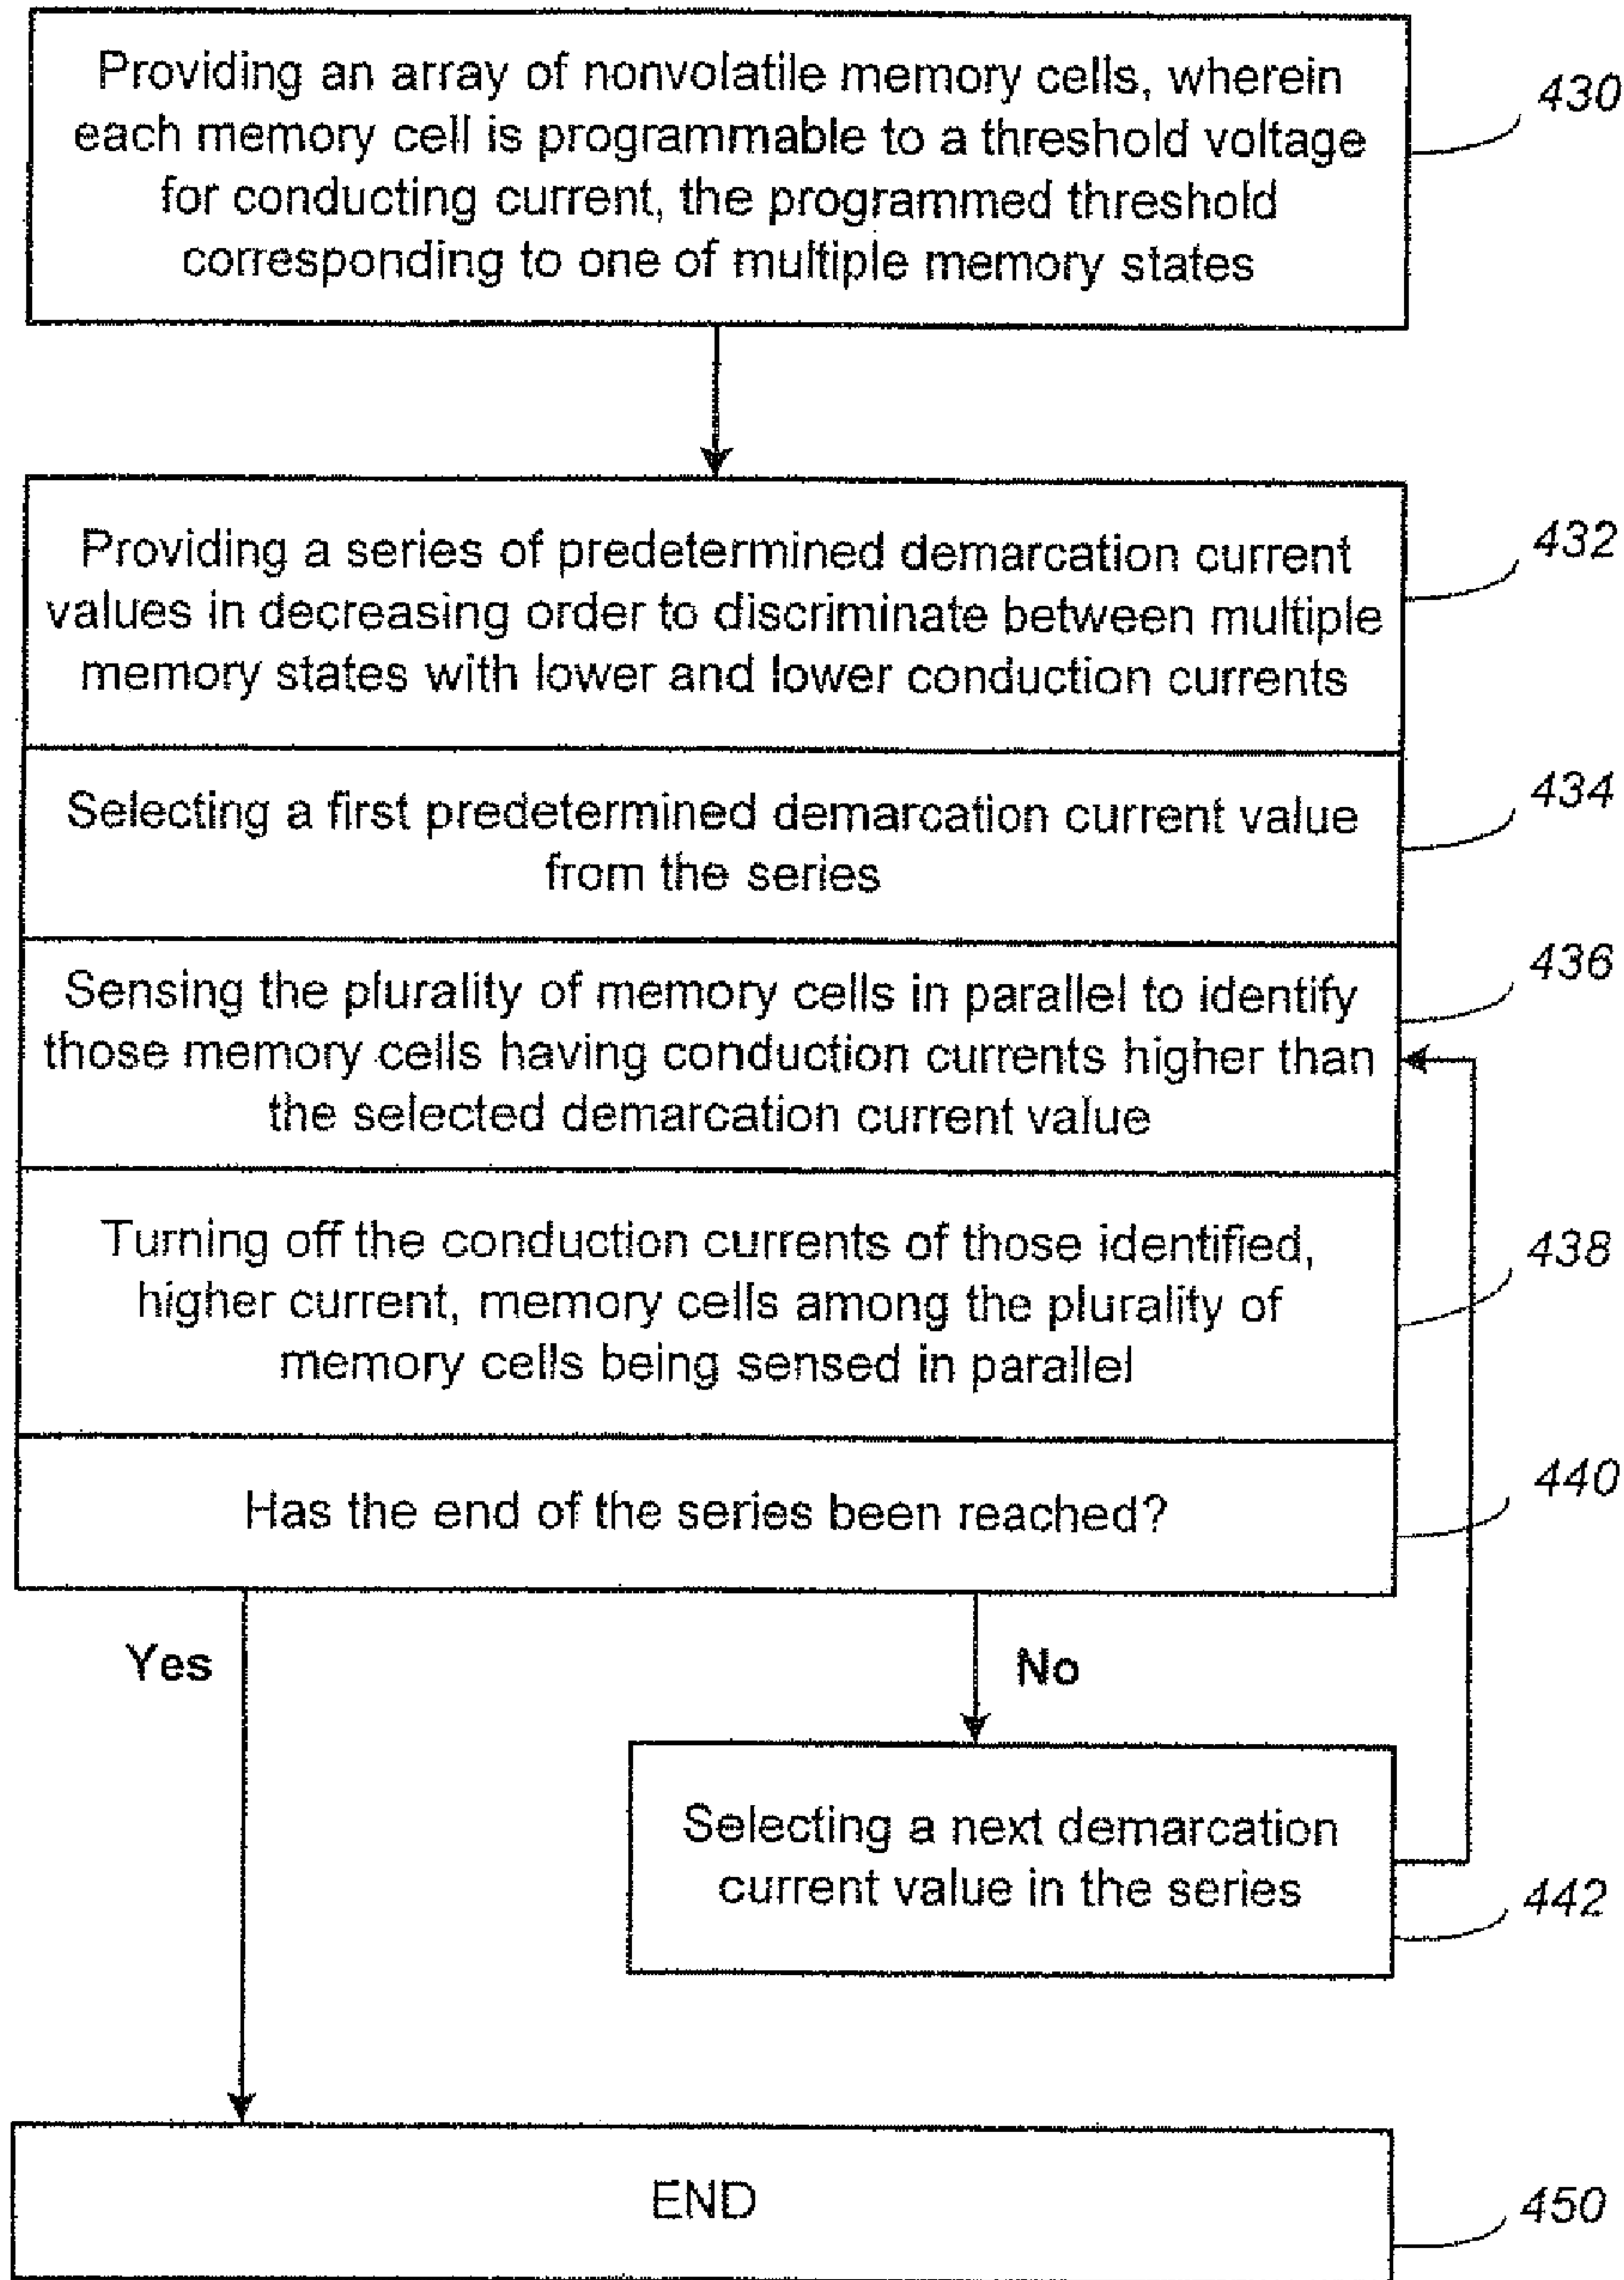 Providing an array of nonvolatile memory cells, wherein
each memory cell is programmable to a threshold voltage
for conducting current, the programmed threshold
corresponding to one of multiple memory states
430
Providing a series of predetermined demarcation current
values in decreasing order to discriminate between multiple
memory states with lower and lower conduction currents
432
Selecting a first predetermined demarcation current value
from the series
434
Sensing the plurality of memory cells in parallel to identify
those memory cells having conduction currents higher than
the selected demarcation current value
436
Turning off the conduction currents of those identified,
higher current, memory cells among the plurality of
memory cells being sensed in parallel
438
Has the end of the series been reached?
440
Yes
No
Selecting a next demarcation
current value in the series
442
END
450